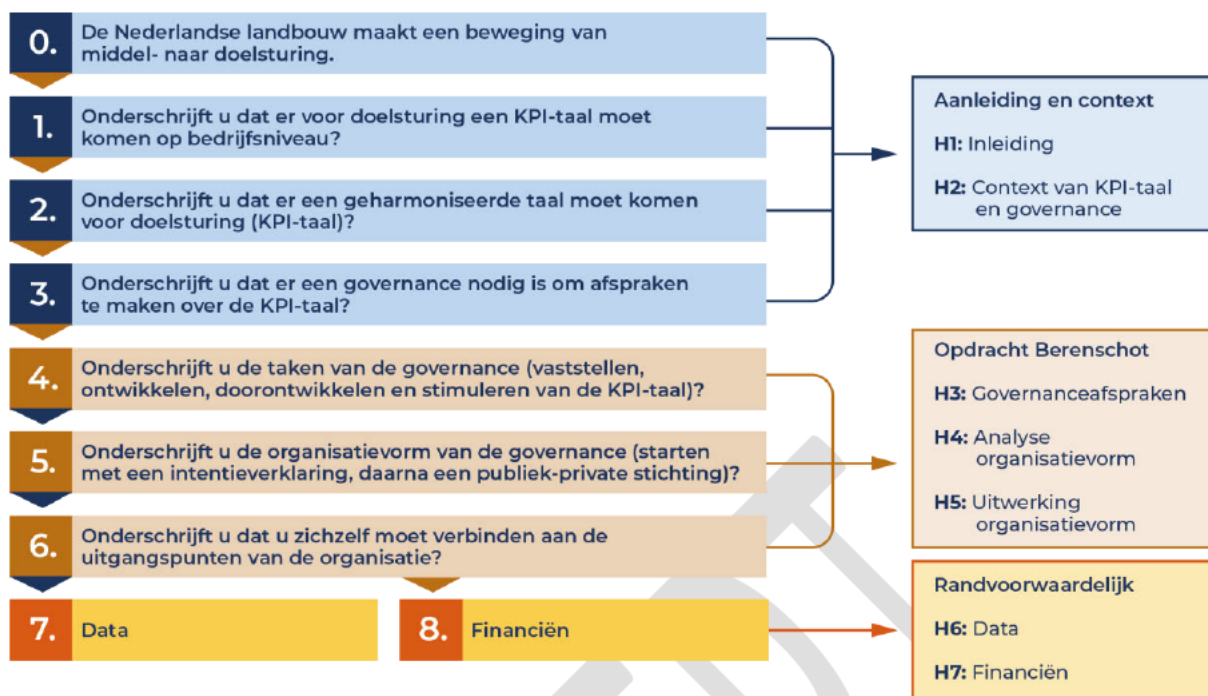 0.
De Nederlandse landbouw maakt een beweging van
middel- naar doelsturing.
1.
Onderschrijft u dat er voor doelsturing een KPI-taal moet
komen op bedrijfsniveau?
2.
Onderschrijft u dat er een geharmoniseerde taal moet komen
voor doelsturing (KPI-taal)?
3.
Onderschrijft u dat er een governance nodig is om afspraken
te maken over de KPI-taal?
4.
Onderschrijft u de taken van de governance (vaststellen,
ontwikkelen, doorontwikkelen en stimuleren van de KPI-taal)?
5.
Onderschrijft u de organisatievorm van de governance (starten
met een intentieverklaring, daarna een publiek-private stichting)?
6.
Onderschrijft u dat u zichzelf moet verbinden aan de
uitgangspunten van de organisatie?
7.
Data
8.
Financiën
Aanleiding en context
H1: Inleiding
H2: Context van KPI-taal
en governance
Opdracht Berenschot
H3: Governanceafspraken
H4: Analyse
organisatievorm
H5: Uitwerking
organisatievorm
Randvoorwaardelijk
H6: Data
H7: Financiën